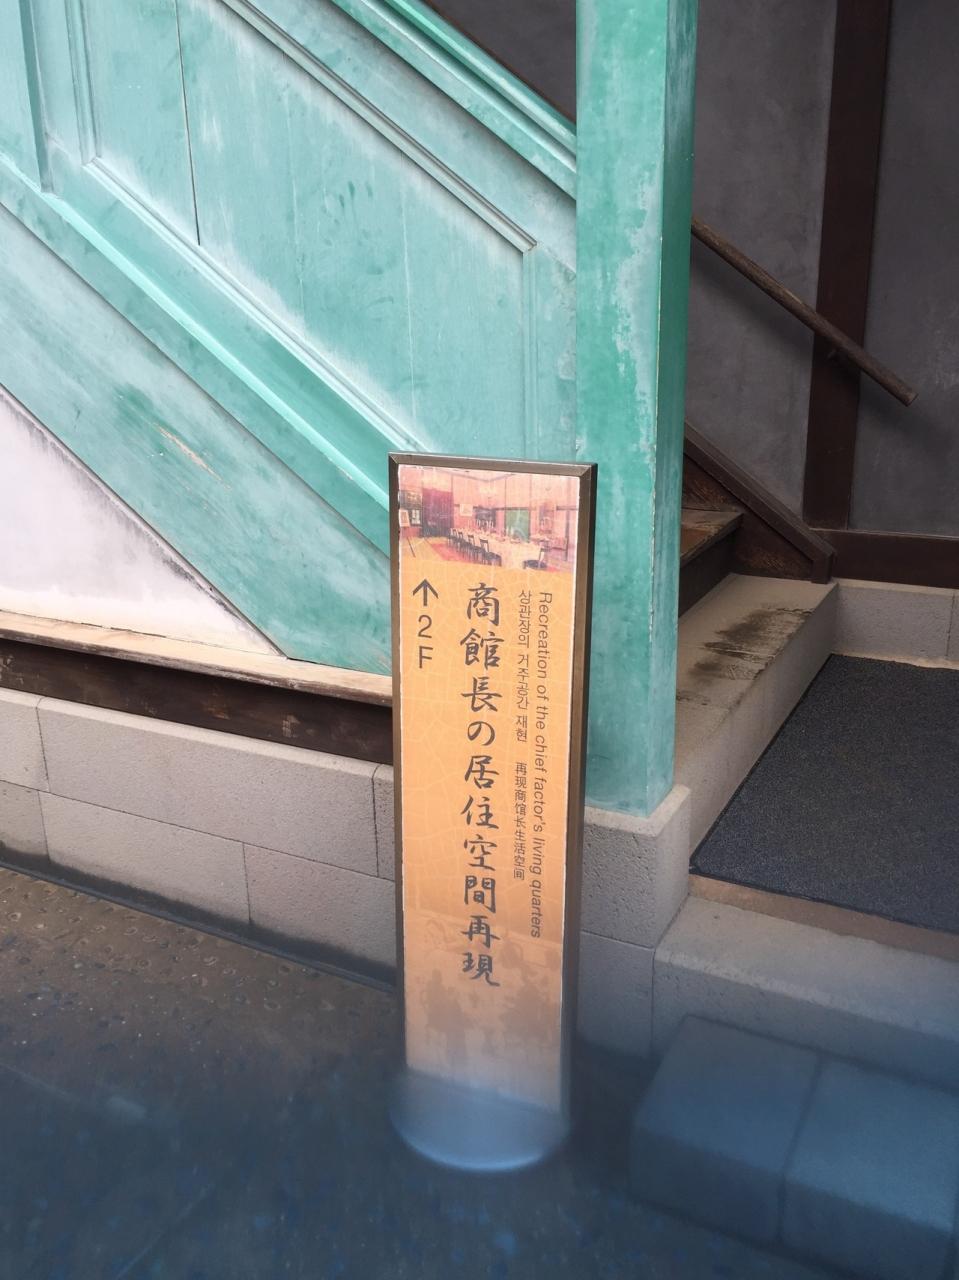 ↑2F
商館長の居住空間再現
Recreation of the chief factor's living quarters
상관장의 거주공간 재현
再现商馆长生活空间